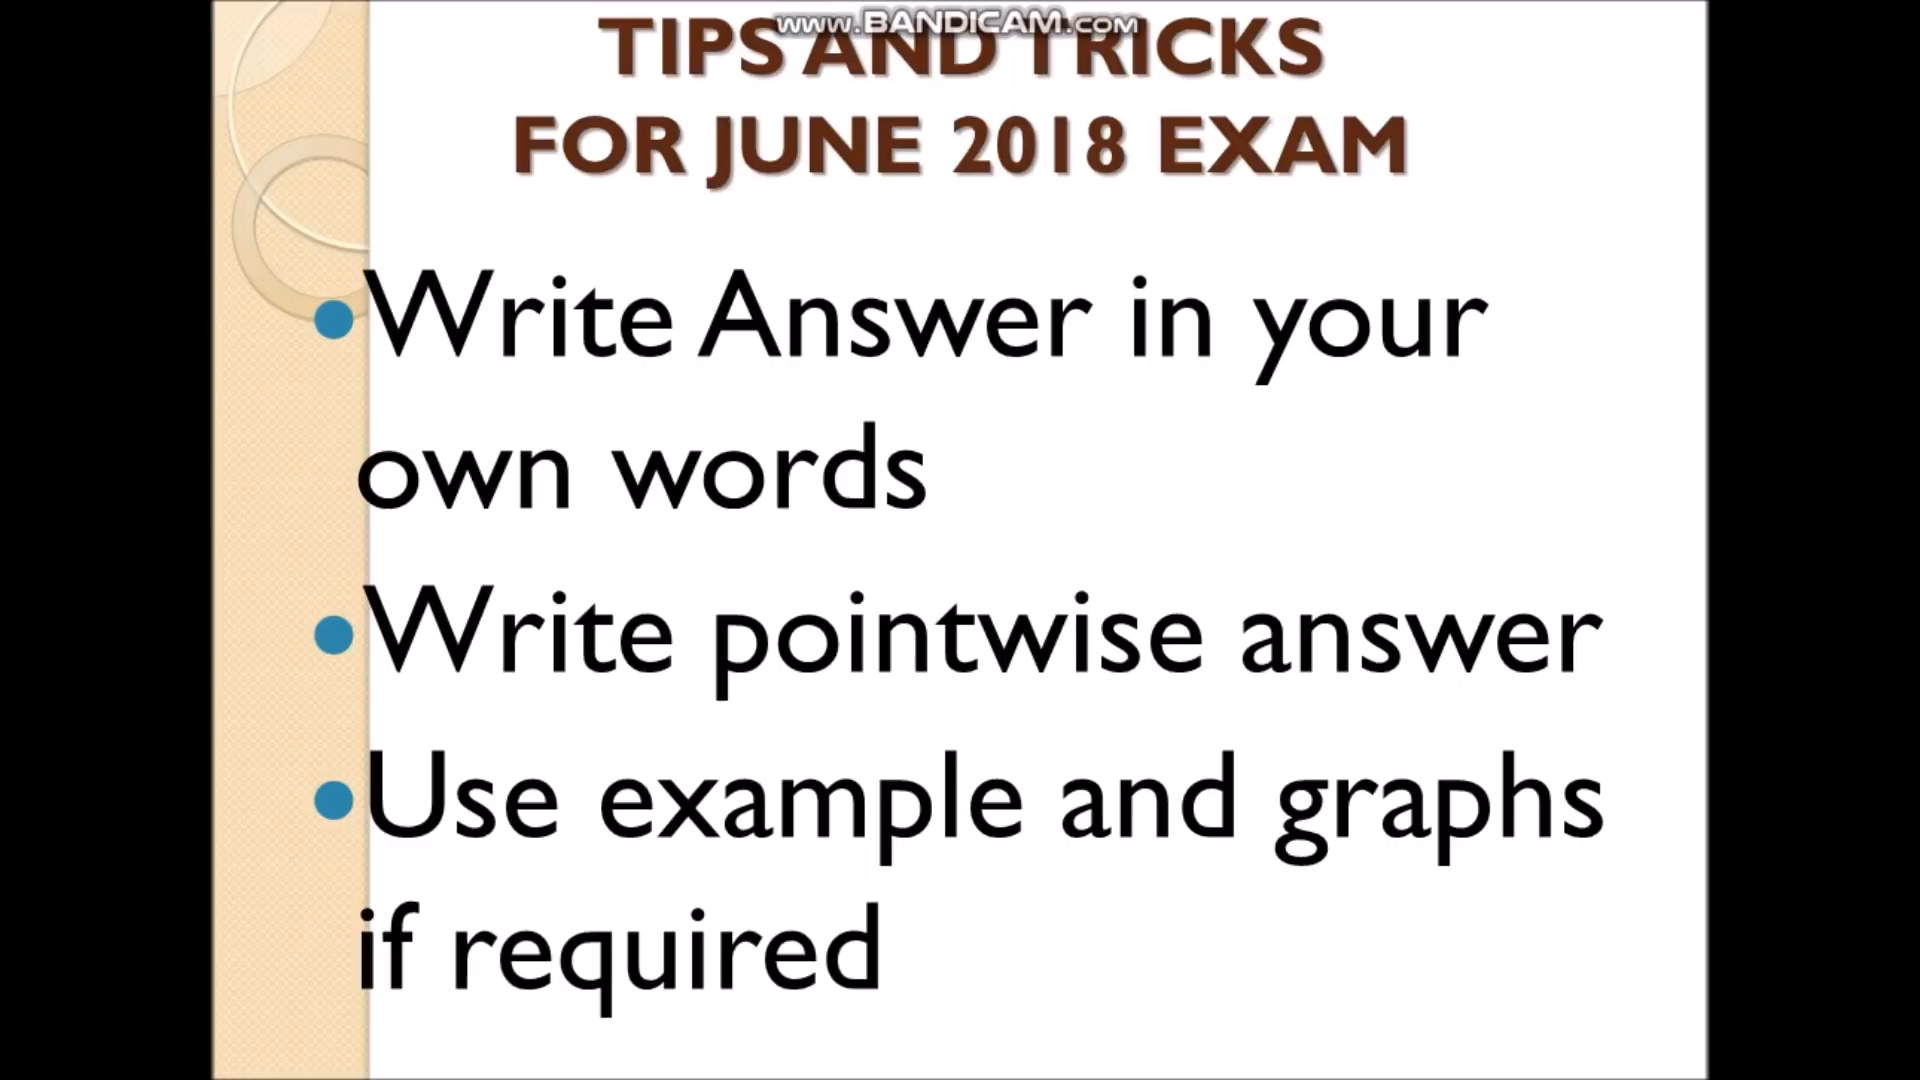 www.BANDICAM.com
TIPS AND TRICKS
FOR JUNE 2018 EXAM
•Write Answer in your
own words
•Write pointwise answer
•Use example and graphs
if required